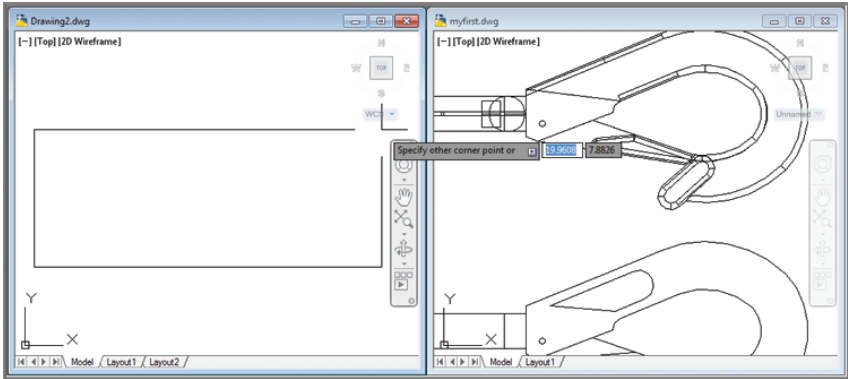 Drawing2.dwg
[−] [Top] [2D Wireframe]
N
W TOP E
S
WCS
Y
X
Model Layout1 Layout2
myfirst.dwg
[−] [Top] [2D Wireframe]
N
W TOP E
S
Unnamed
Specify other corner point or 19.9608 7.8826
Y
X
Model Layout1